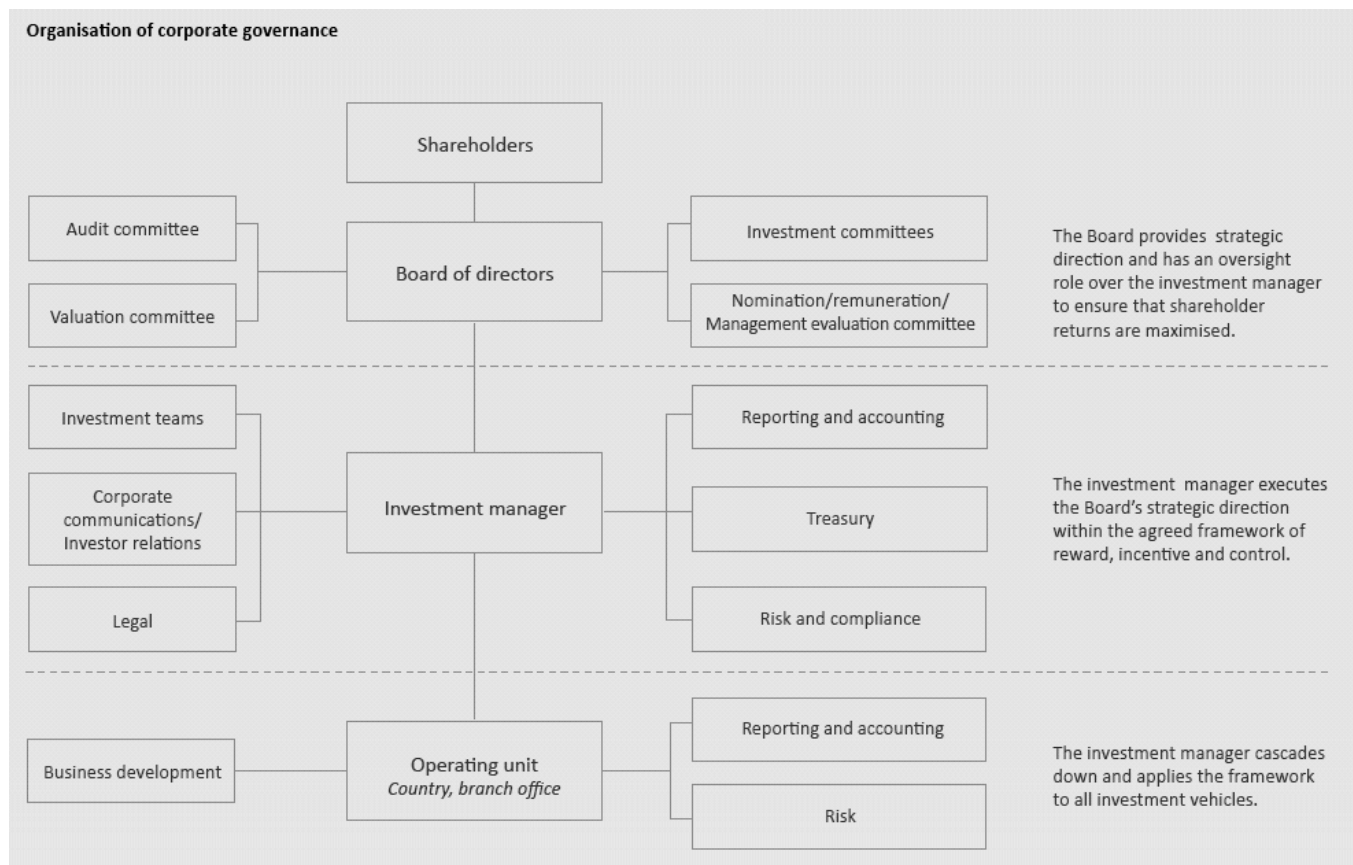 Organisation of corporate governance
Shareholders
Audit committee
Valuation committee
Board of directors
Investment committees
Nomination/remuneration/
Management evaluation committee
The Board provides strategic
direction and has an oversight
role over the investment manager
to ensure that shareholder
returns are maximised.
Investment teams
Corporate
communications/
Investor relations
Legal
Investment manager
Reporting and accounting
Treasury
Risk and compliance
The investment manager executes
the Board's strategic direction
within the agreed framework of
reward, incentive and control.
Business development
Operating unit
Country, branch office
Reporting and accounting
Risk
The investment manager cascades
down and applies the framework
to all investment vehicles.